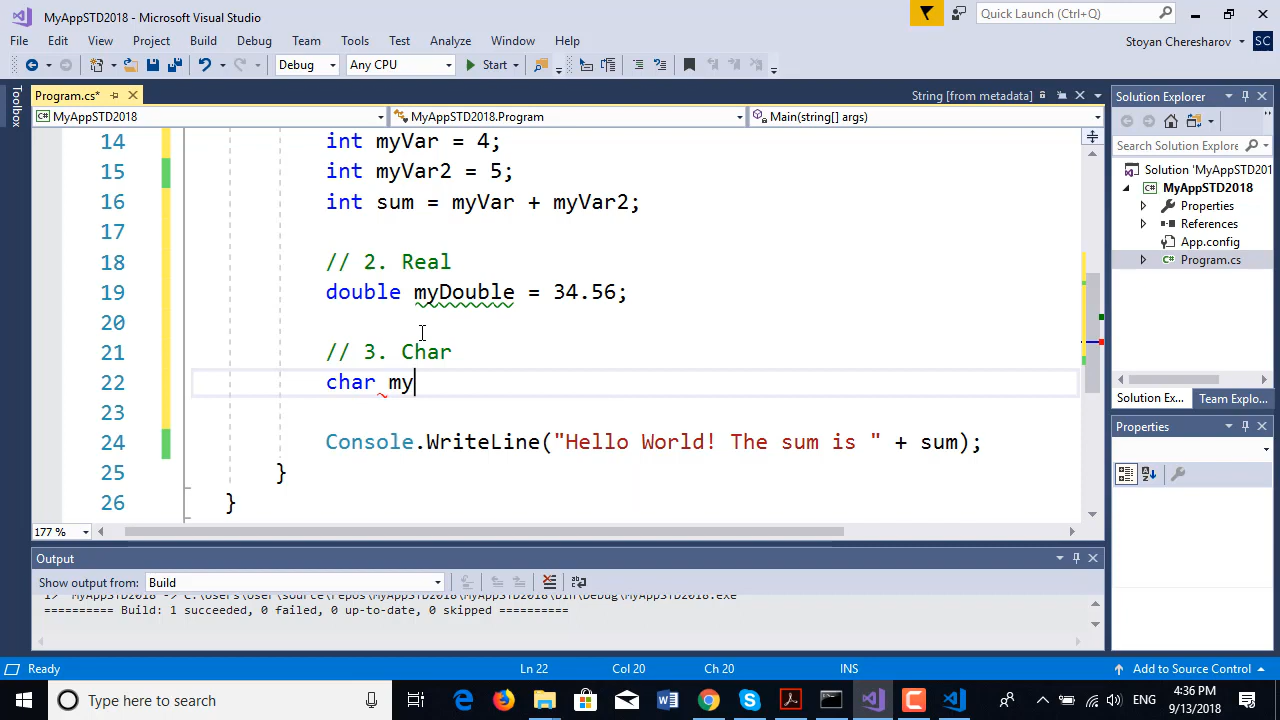 MyAppSTD2018 - Microsoft Visual Studio
Quick Launch (Ctrl+Q)
File Edit View Project Build Debug Team Tools Test Analyze Window Help
Stoyan Cheresharov SC
Debug Any CPU Start
Toolbox
Program.cs* String [from metadata]
MyAppSTD2018 MyAppSTD2018.Program Main(string[] args)
14 int myVar = 4;
15 int myVar2 = 5;
16 int sum = myVar + myVar2;
17
18 // 2. Real
19 double myDouble = 34.56;
20
21 // 3. Char
22 char my
23
24 Console.WriteLine("Hello World! The sum is " + sum);
25 }
26 }
177 %
Solution Explorer
Search Solution Explorer
Solution 'MyAppSTD201
MyAppSTD2018
Properties
References
App.config
Program.cs
Solution Ex... Team Explor...
Properties
Output
Show output from: Build
MyAppSTD2018 -> C:\Users\User\source\repos\MyAppSTD2018\MyAppSTD2018\bin\Debug\MyAppSTD2018.exe
========== Build: 1 succeeded, 0 failed, 0 up-to-date, 0 skipped ==========
Ready Ln 22 Col 20 Ch 20 INS Add to Source Control
Type here to search
ENG
4:36 PM
9/13/2018